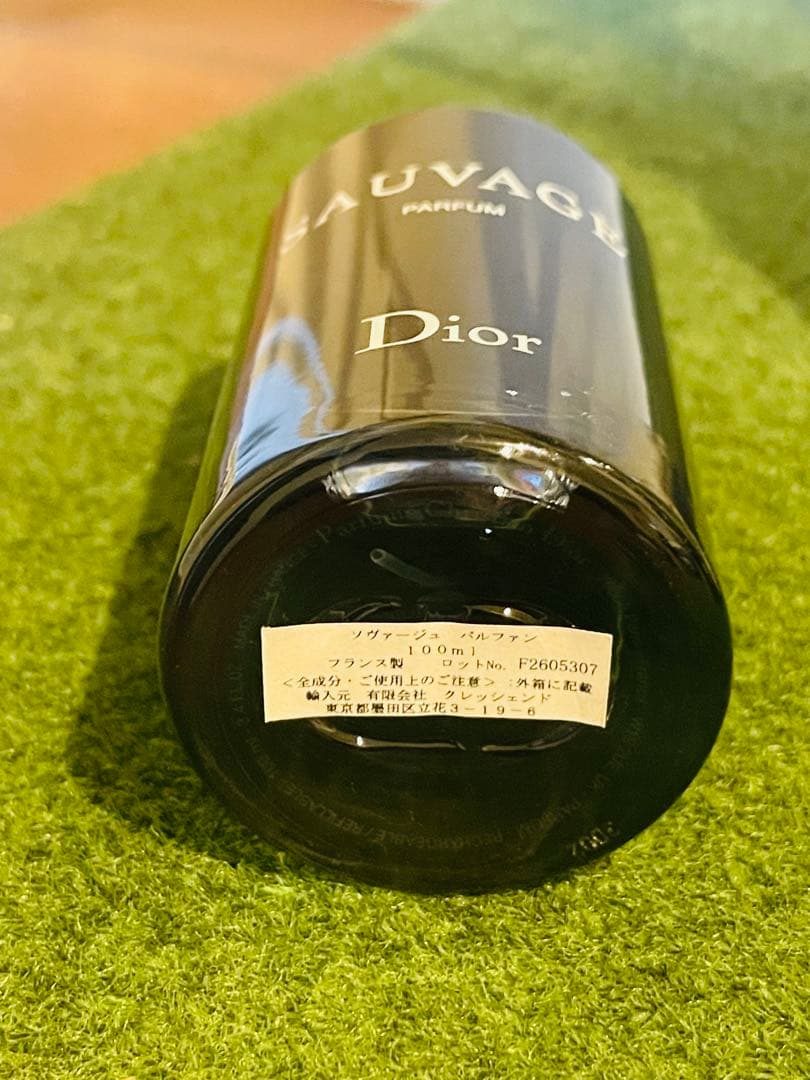 SAUVAGE
PARFUM
Dior
ソヴァージュ パルファン
100ml
フランス製 ロットNo. F2605307
<全成分・ご使用上のご注意> :外箱に記載
輸入元 有限会社 クレッシェンド
東京都墨田区立花3-19-6